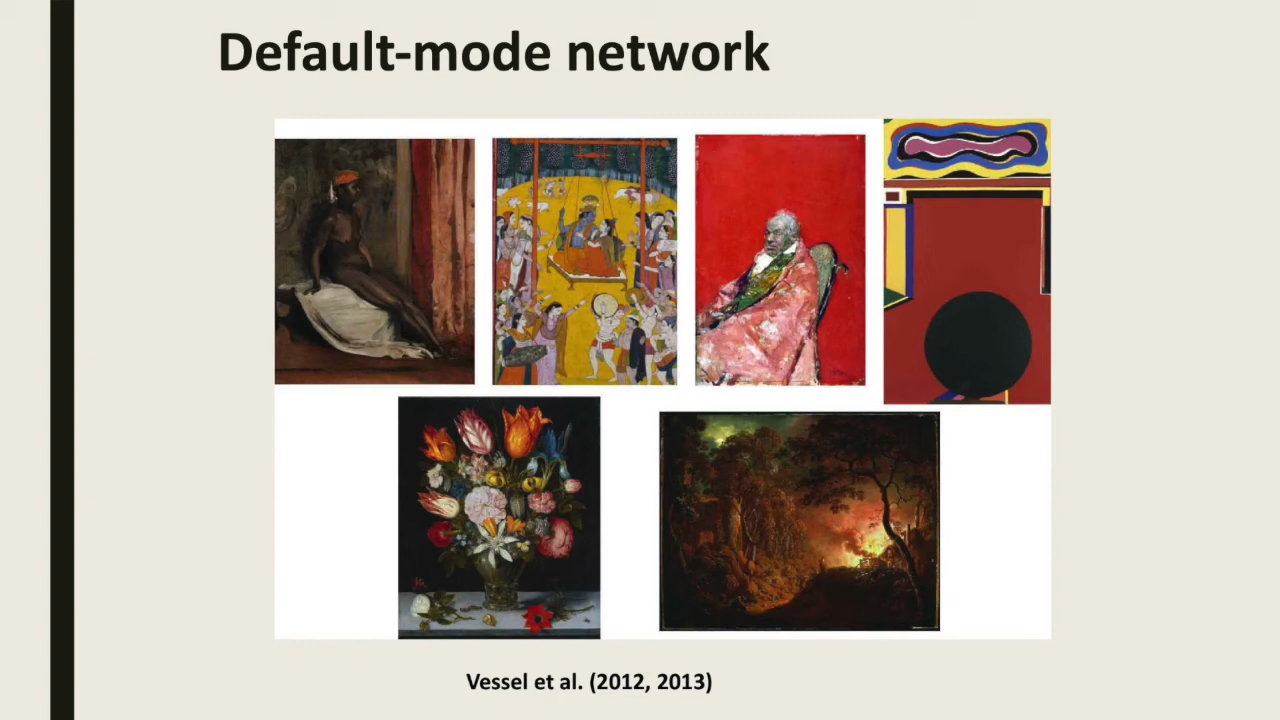 Default-mode network
Vessel et al. (2012, 2013)